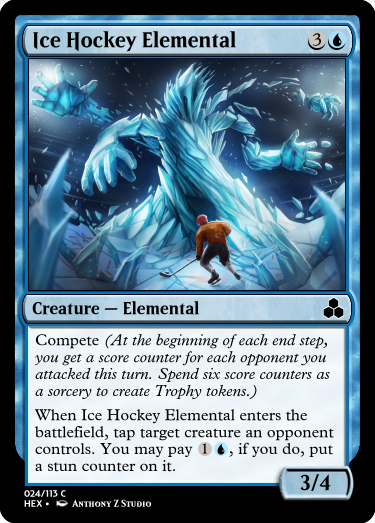 Ice Hockey Elemental 3
Creature — Elemental
Compete (At the beginning of each end step,
you get a score counter for each opponent you
attacked this turn. Spend six score counters as
a sorcery to create Trophy tokens.)
When Ice Hockey Elemental enters the
battlefield, tap target creature an opponent
controls. You may pay 1, if you do, put
a stun counter on it.
3/4
024/113 C
HEX • Anthony Z Studio